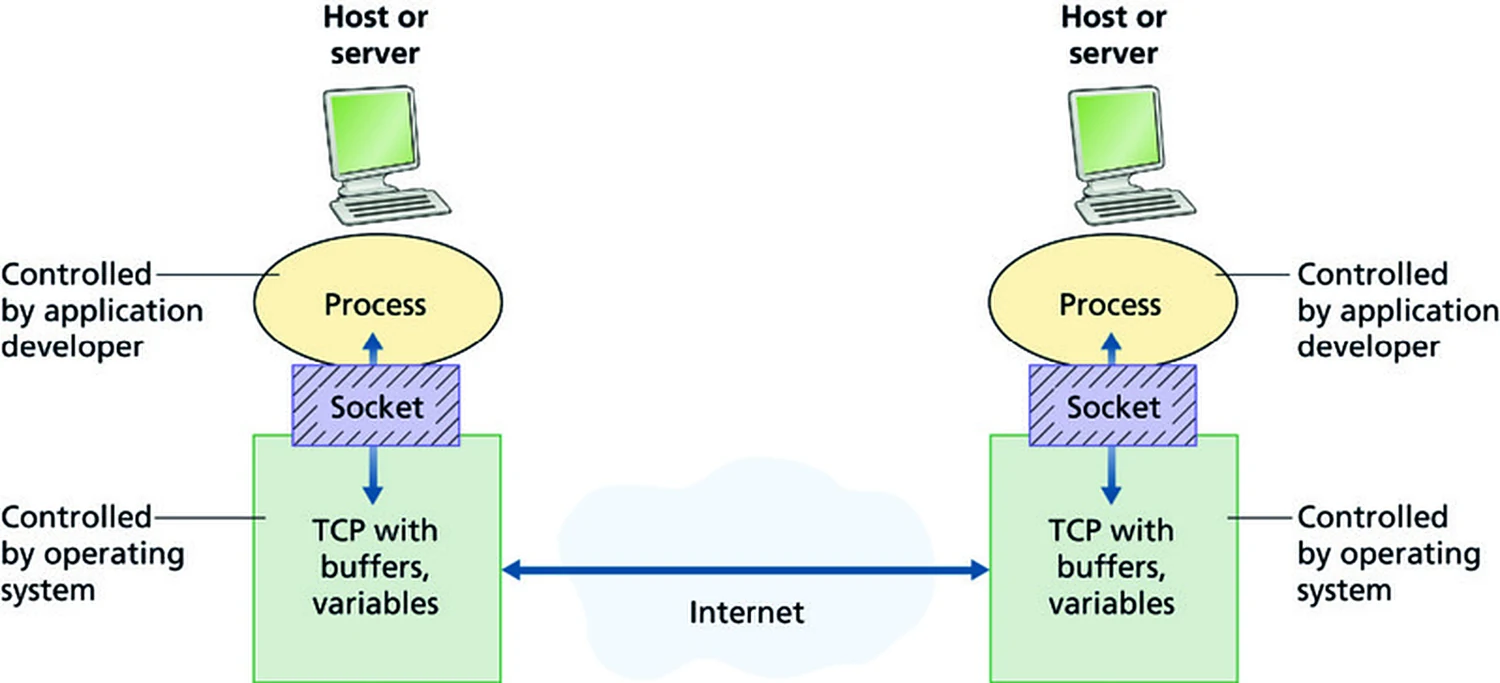 Host or
server
Host or
server
Controlled
by application
developer
Process
Process
Controlled
by application
developer
Socket
Socket
Controlled
by operating
system
TCP with
buffers,
variables
Internet
TCP with
buffers,
variables
Controlled
by operating
system